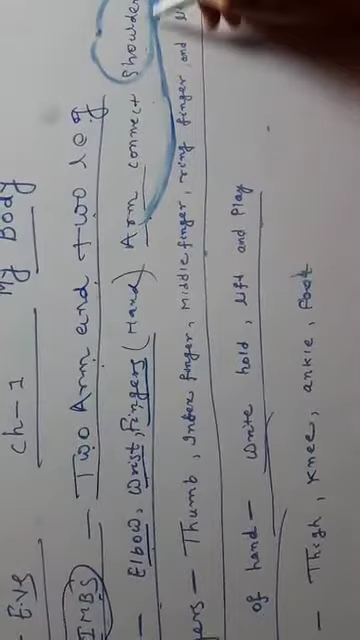 EVS ch-1 My Body
LIMBS — Two Arm and two leg
— Elbow, Wrist, Fingers (Hand) Arm connect Shoulder
— Thumb, Index finger, Middle finger, ring finger and
of hand — Write hold, lift and Play
— Thigh, Knee, ankle, Foot